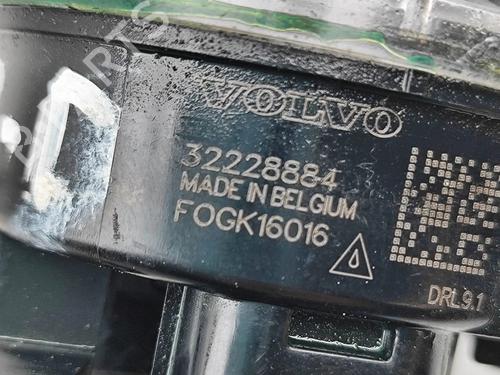 VOLVO
32228884
MADE IN BELGIUM
FOGK16016
DRL9.1